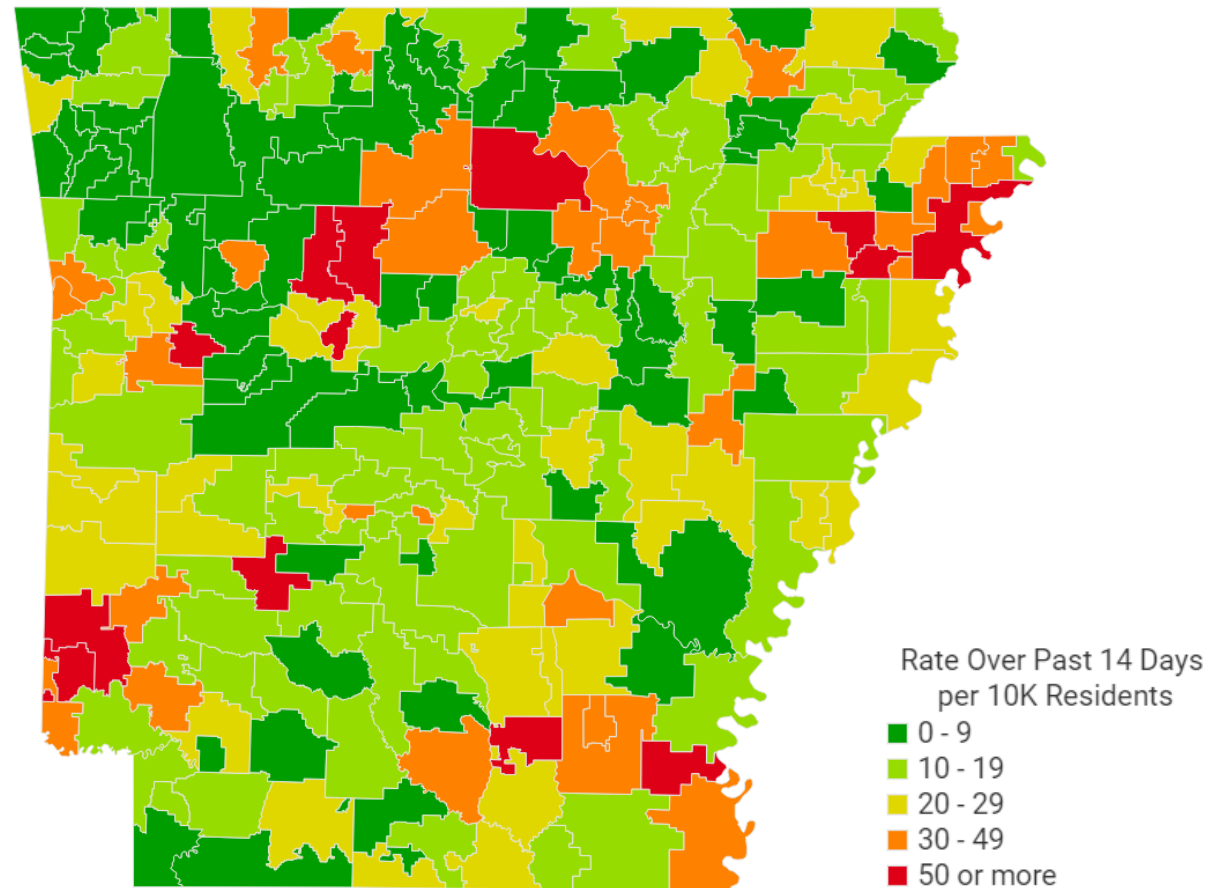 Rate Over Past 14 Days
per 10K Residents
0 - 9
10 - 19
20 - 29
30 - 49
50 or more